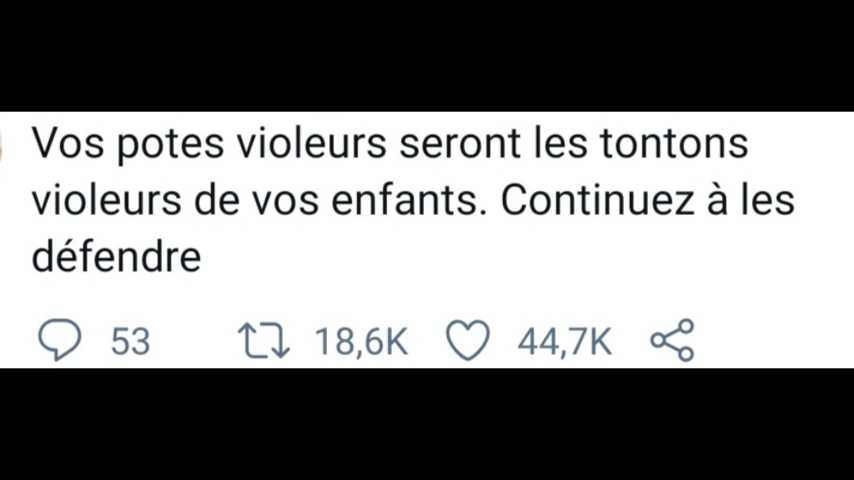 Vos potes violeurs seront les tontons
violeurs de vos enfants. Continuez à les
défendre
53 18,6K 44,7K